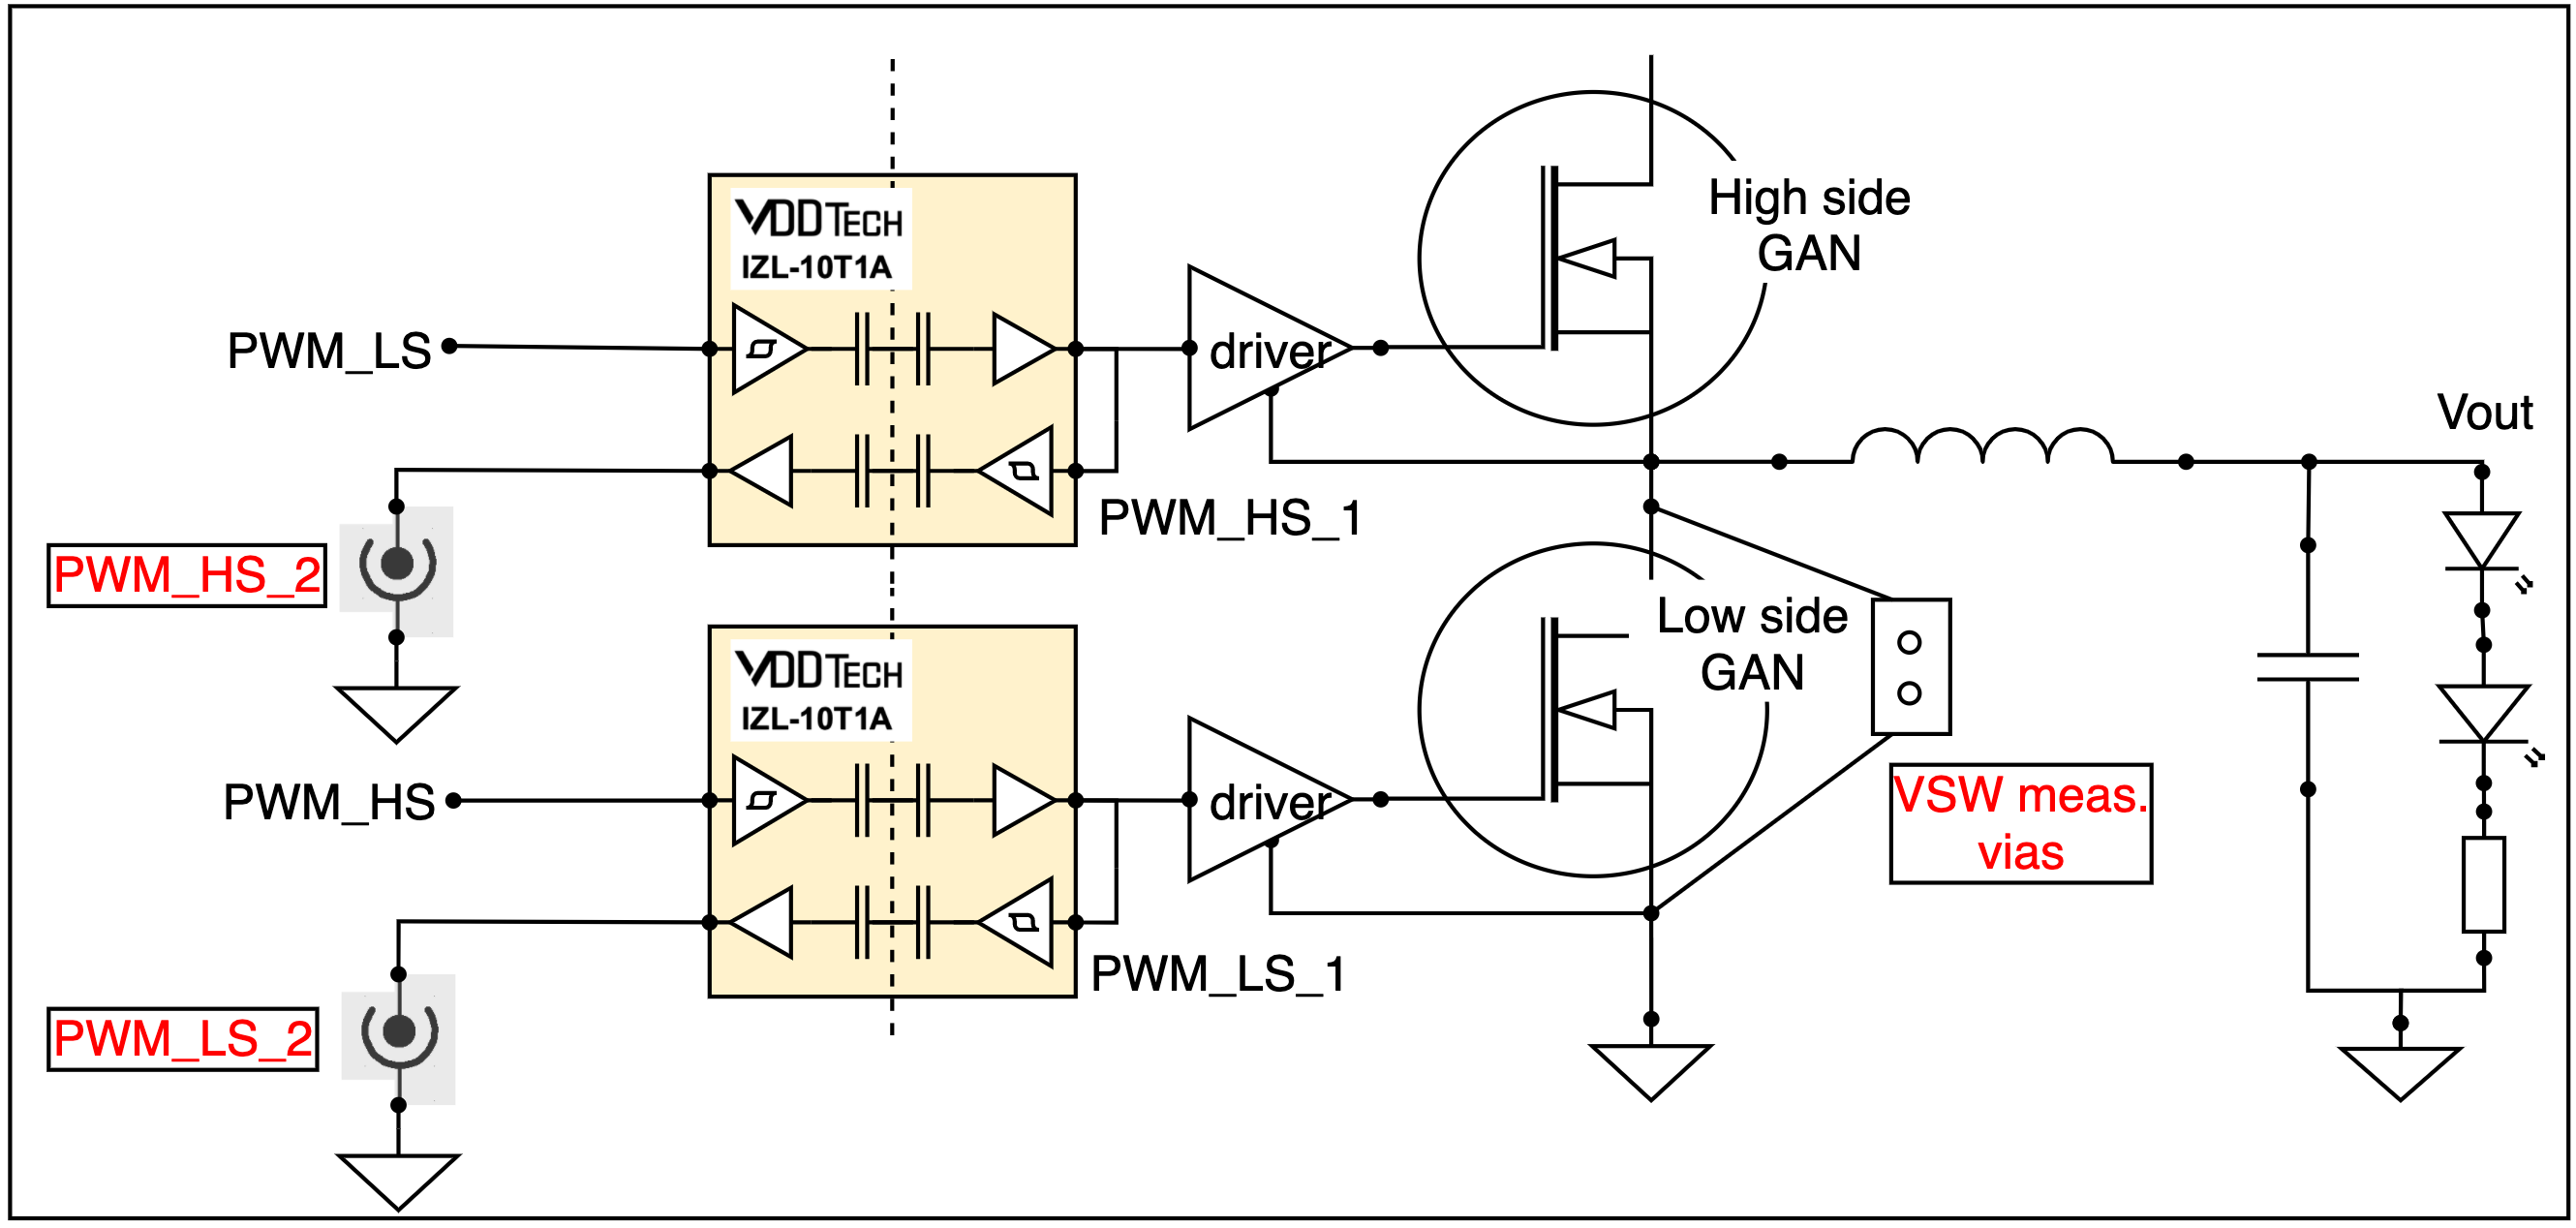 VDDTECH
IZL-10T1A
High side
GAN
PWM_LS
driver
Vout
PWM_HS_1
PWM_HS_2
Low side
GAN
VDDTECH
IZL-10T1A
PWM_HS
driver
VSW meas.
vias
PWM_LS_1
PWM_LS_2